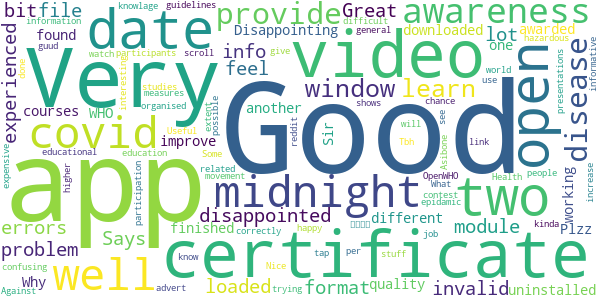 bit
file
date
provide
awareness
information
knowlage
guidelines
difficult
watch
participants
scroll
Great
Disappointing
downloaded
awarded
hazardous
general
give
guud
done
found
info
lot
one
experienced
Very
video
open
disease
informative
interesting
studies
measures
organised
WHO
feel
window
learn
presentations
courses
another
shows
world
use
extent
possible
covid
improve
Sir
reddit
chance
see
will
link
Useful
Some
Tbh
Asibone
expensive
educational
education
related
movement
app
Good
working
OpenWHO
Health
people
What
contest
epidamic
increase
higher
participation
midnight
two
disappointed
different
Plzz
errors
Says
finished
correctly
job
kinda
module
problem
know
happy
tap
per
stuff
Nice
certificate
well
loaded
format
quality
invalid
uninstalled
Why
confusing
Against
advert
trying